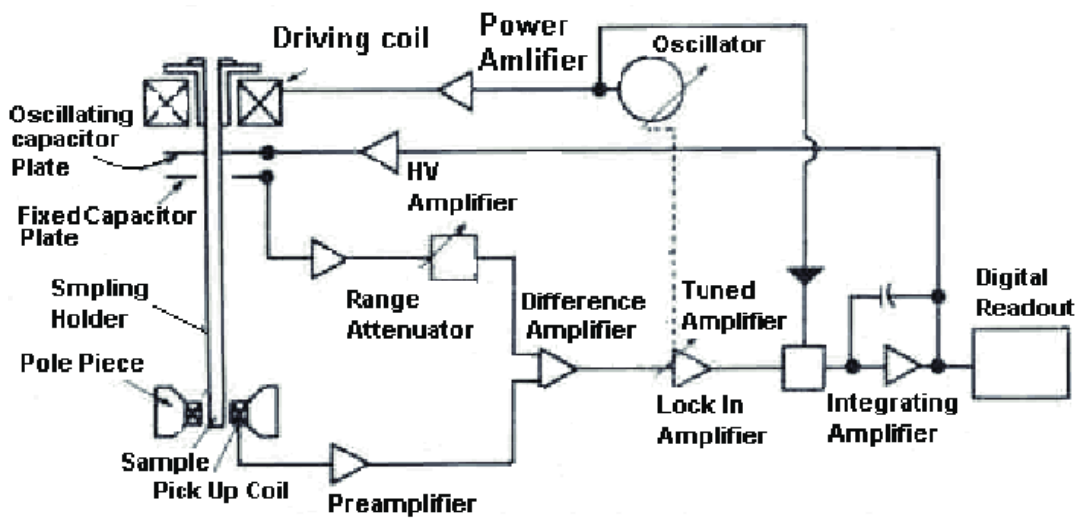 Driving coil
Power
Amlifier
Oscillator
Oscillating
capacitor
Plate
HV
Amplifier
Fixed Capacitor
Plate
Range
Attenuator
Difference
Amplifier
Tuned
Amplifier
Digital
Readout
Smpling
Holder
Pole Piece
Lock In
Amplifier
Integrating
Amplifier
Sample
Pick Up Coil
Preamplifier